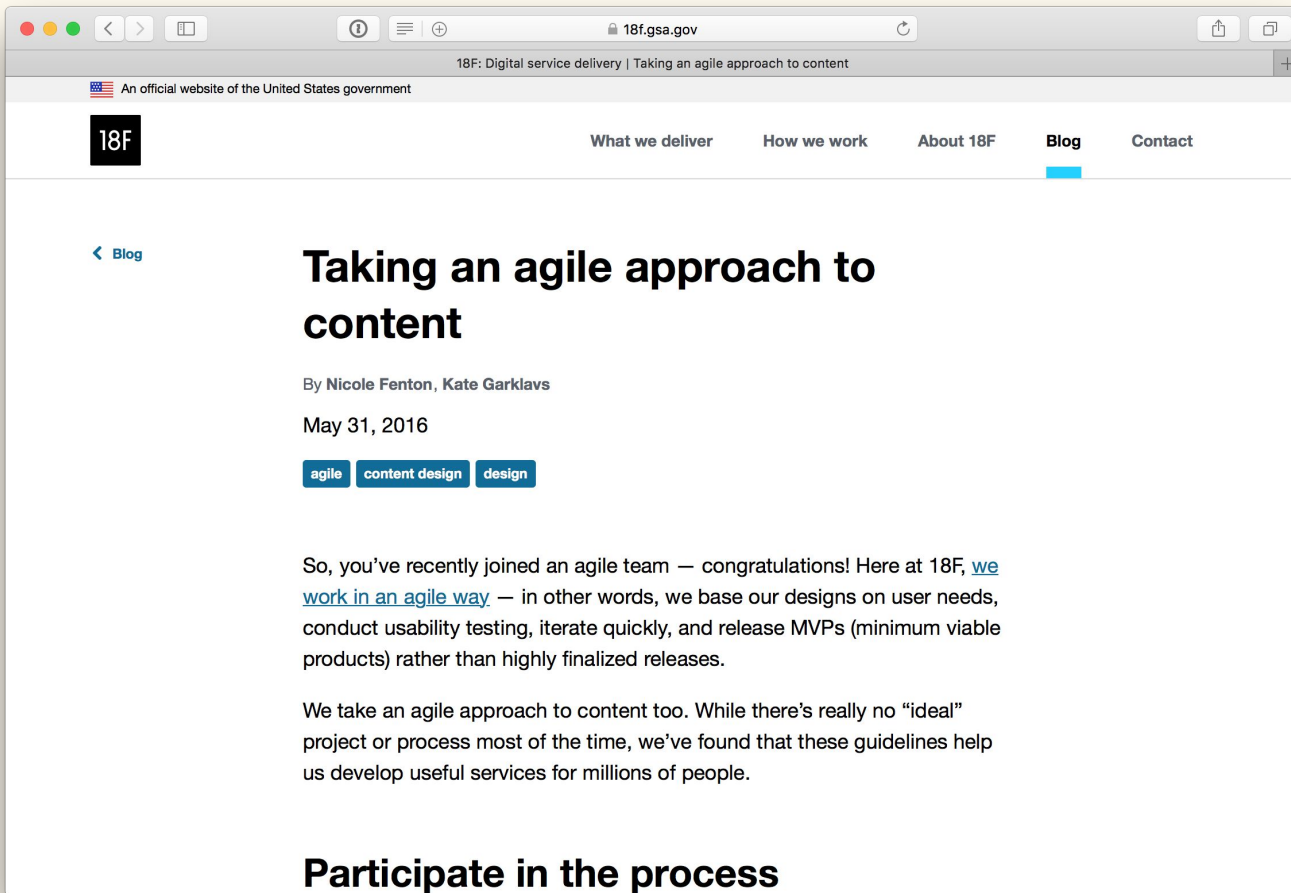 18f.gsa.gov
18F: Digital service delivery | Taking an agile approach to content
An official website of the United States government
18F
What we deliver How we work About 18F Blog Contact
Blog
Taking an agile approach to
content
By Nicole Fenton, Kate Garklavs
May 31, 2016
agile content design design
So, you’ve recently joined an agile team — congratulations! Here at 18F, we
work in an agile way — in other words, we base our designs on user needs,
conduct usability testing, iterate quickly, and release MVPs (minimum viable
products) rather than highly finalized releases.
We take an agile approach to content too. While there’s really no “ideal”
project or process most of the time, we’ve found that these guidelines help
us develop useful services for millions of people.
Participate in the process